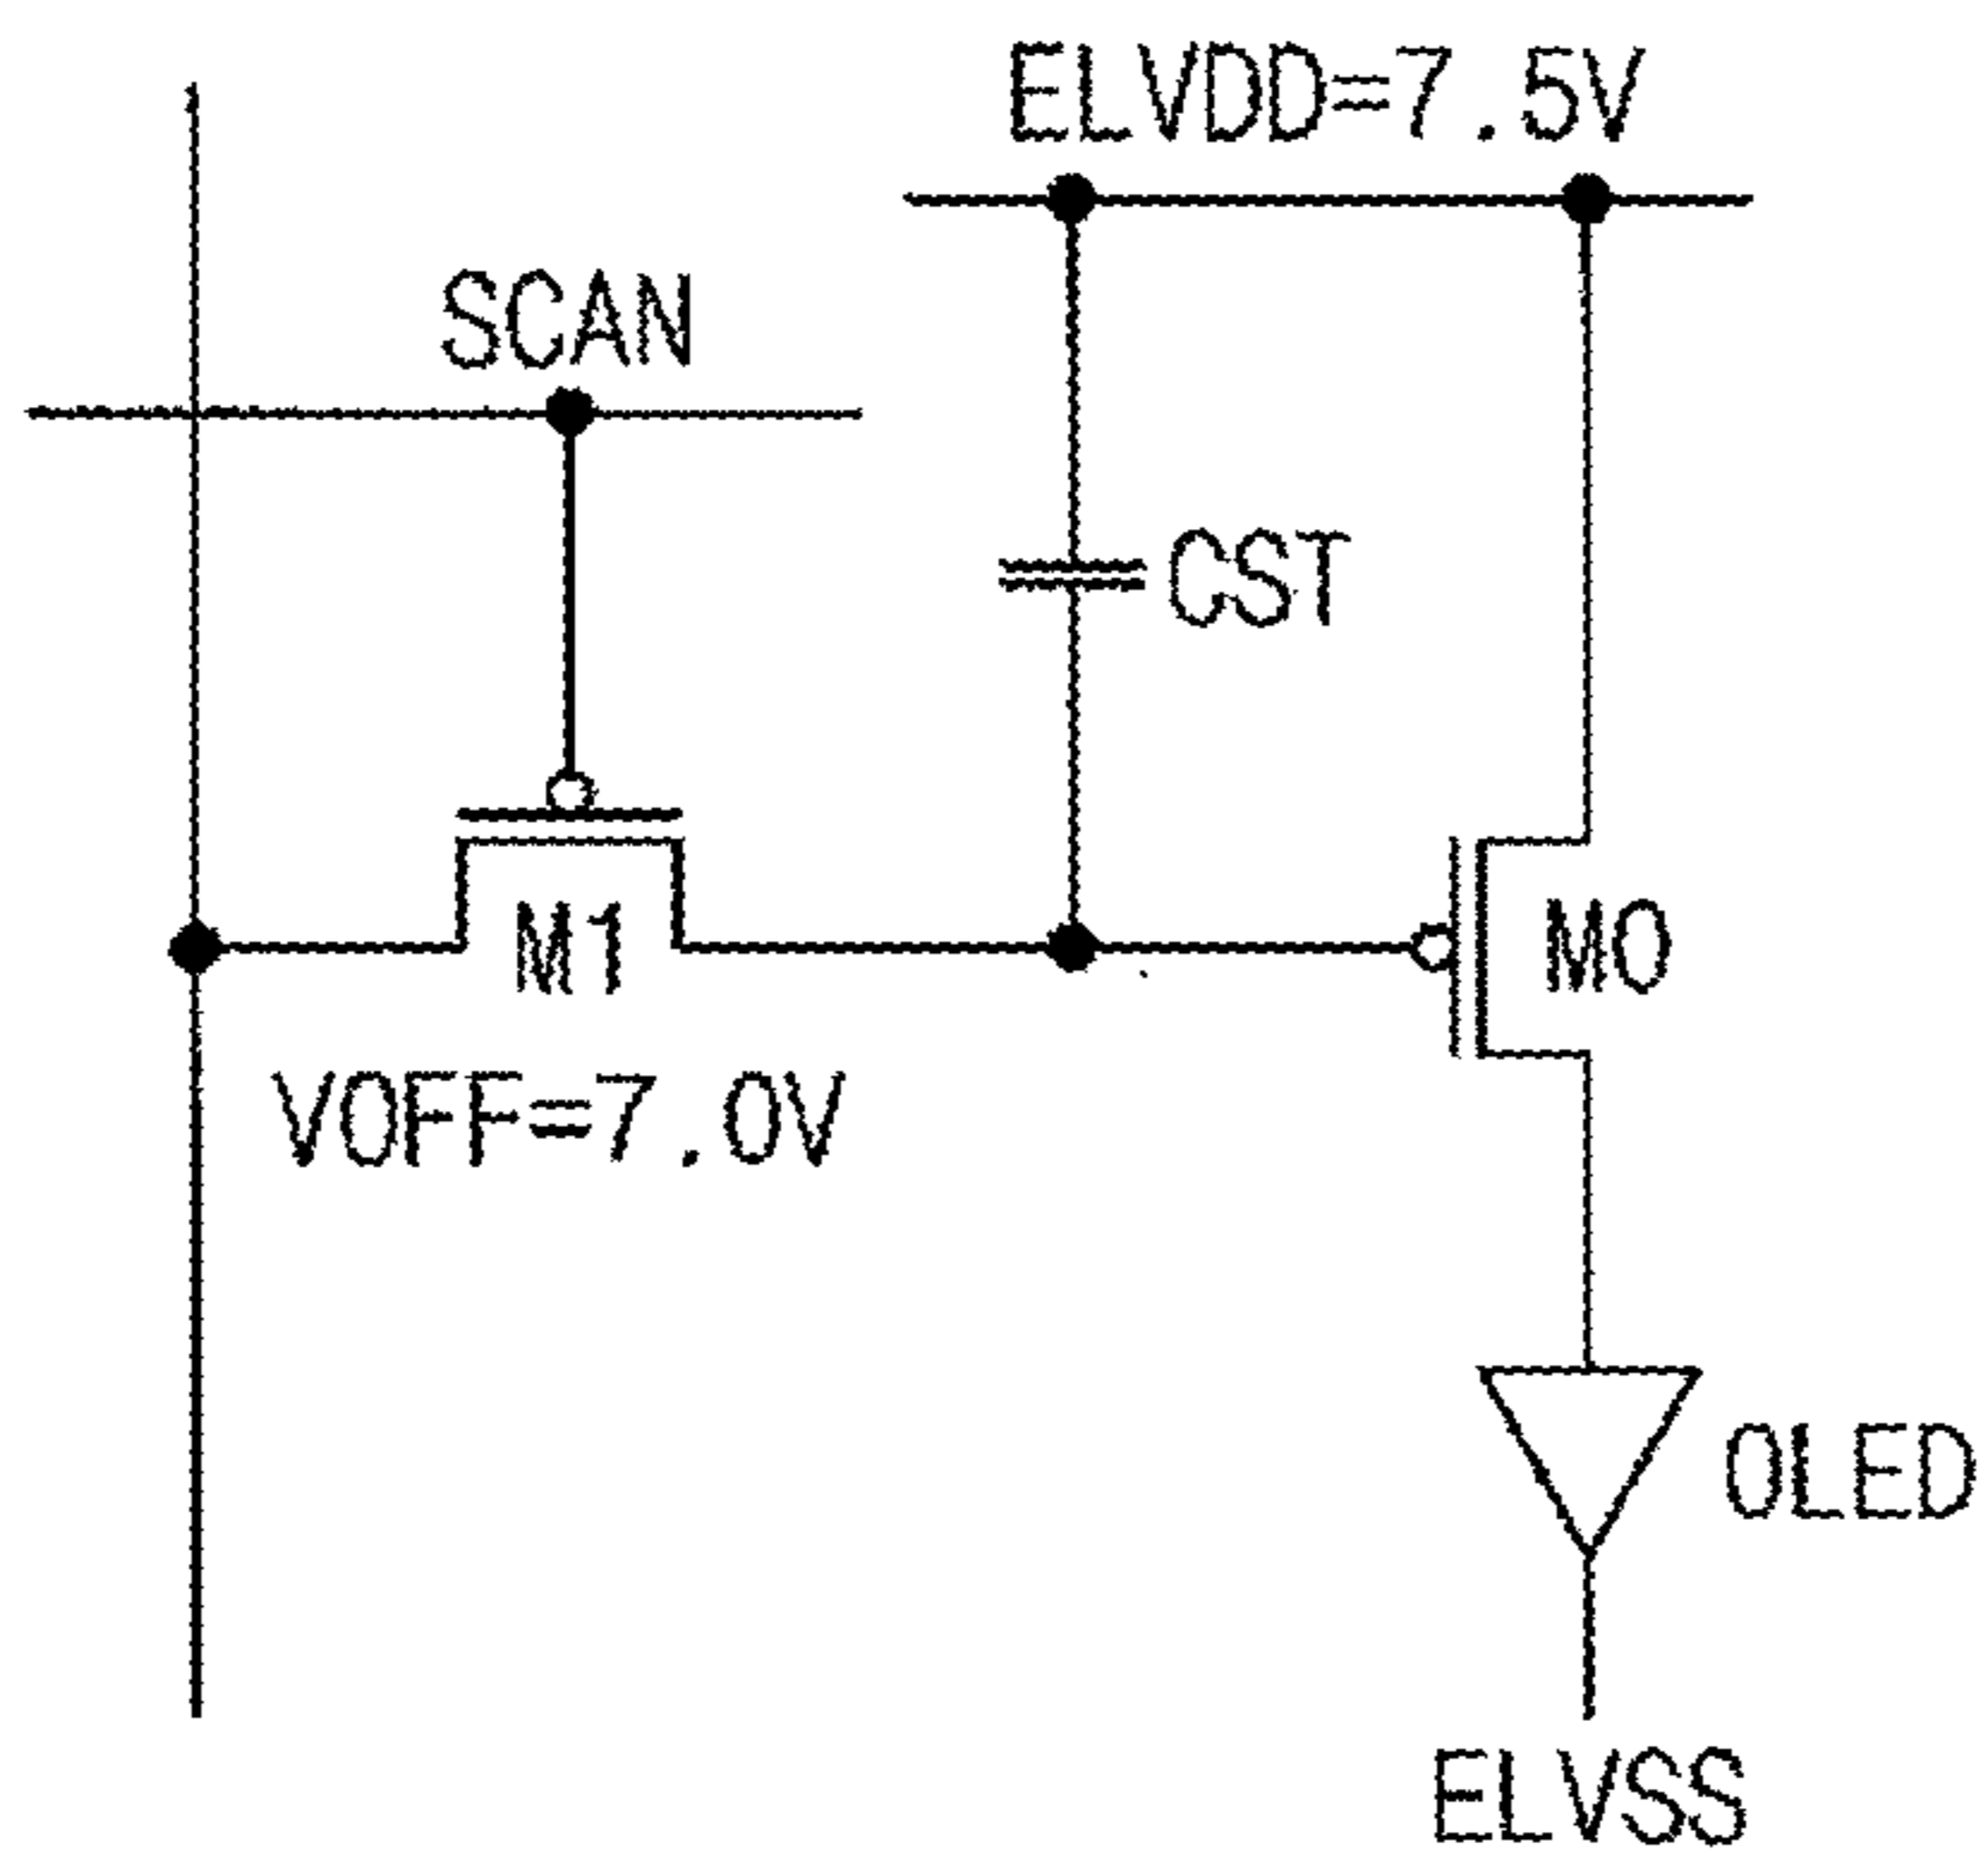 ELVDD=7.5V
SCAN
CST
M1
M0
VOFF=7.0V
OLED
ELVSS